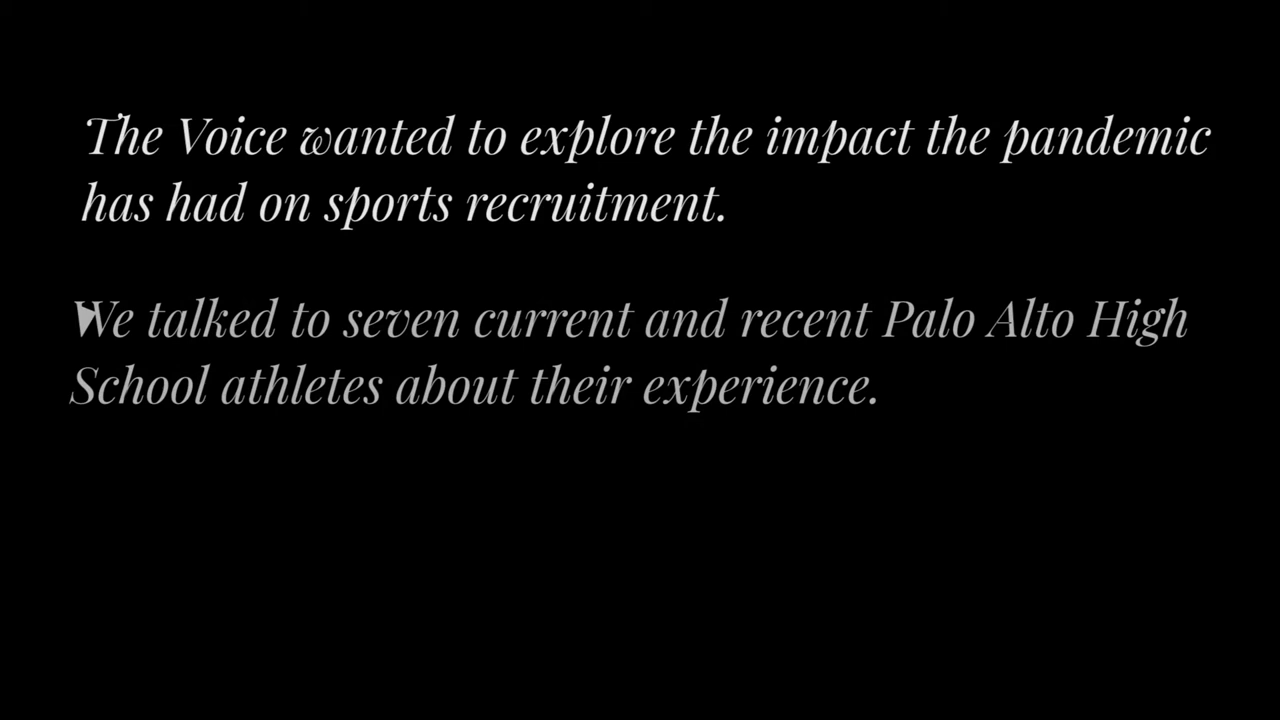 The Voice wanted to explore the impact the pandemic
has had on sports recruitment.
We talked to seven current and recent Palo Alto High
School athletes about their experience.